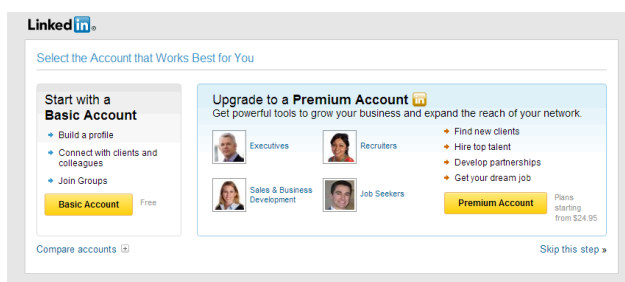 Linked in
Select the Account that Works Best for You
Start with a
Basic Account
Build a profile
Connect with clients and
colleagues
Join Groups
Basic Account
Free
Upgrade to a Premium Account in
Get powerful tools to grow your business and expand the reach of your network.
Executives
Recruiters
Sales & Business
Development
Job Seekers
Find new clients
Hire top talent
Develop partnerships
Get your dream job
Premium Account
Plans
starting
from $24.95
Compare accounts
Skip this step »